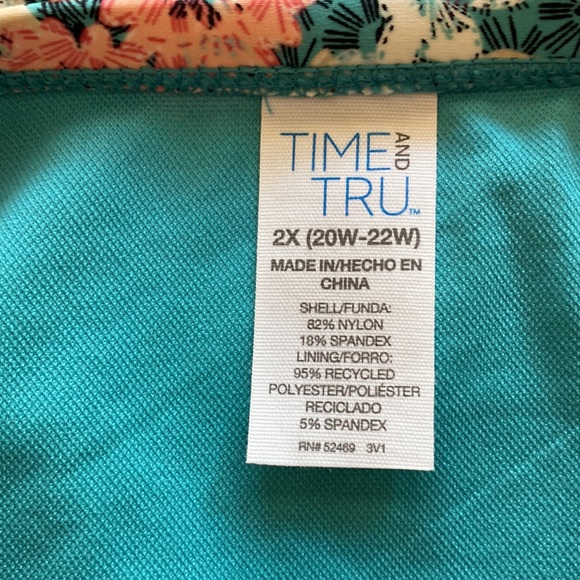 TIME AND
TRU™
2X (20W-22W)
MADE IN/HECHO EN
CHINA
SHELL/FUNDA:
82% NYLON
18% SPANDEX
LINING/FORRO:
95% RECYCLED
POLYESTER/POLIÉSTER
RECICLADO
5% SPANDEX
RN# 52469 3V1